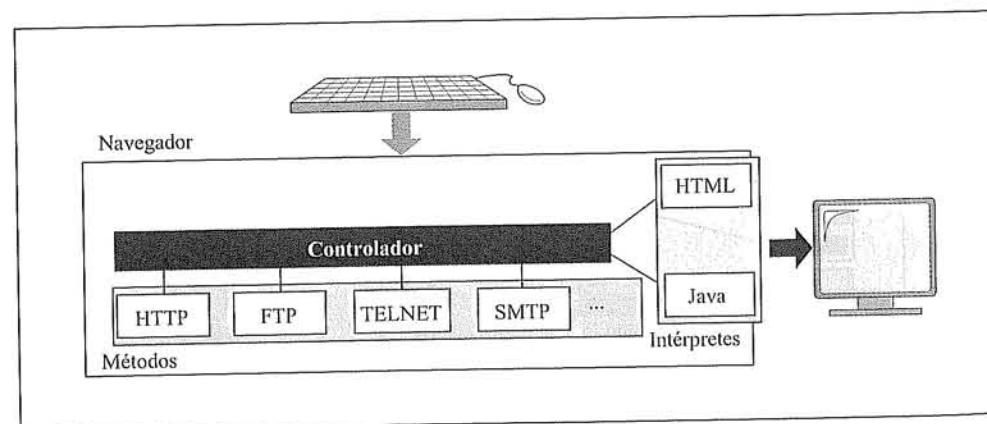 Navegador
HTML
Controlador
HTTP
FTP
TELNET
SMTP
...
Java
Intérpretes
Métodos